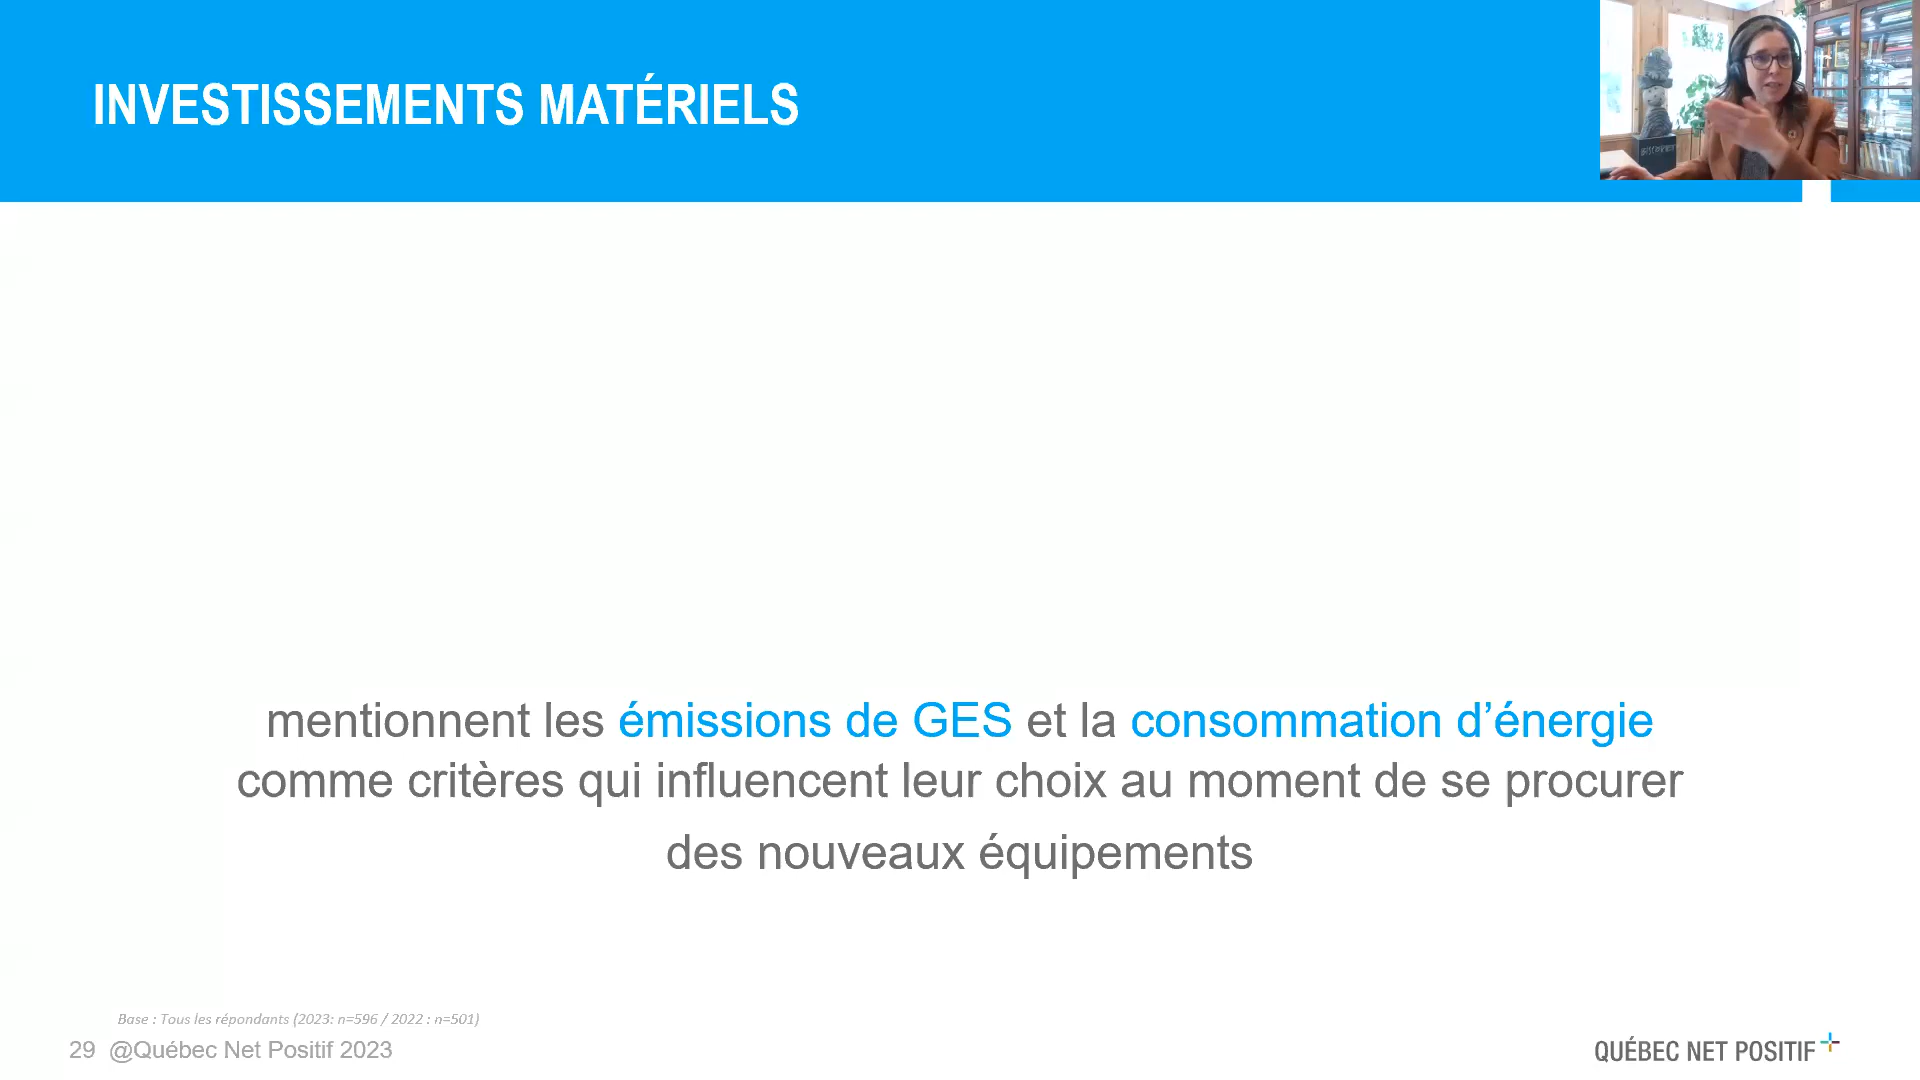 INVESTISSEMENTS MATÉRIELS
DISCOVERY
mentionnent les émissions de GES et la consommation d’énergie
comme critères qui influencent leur choix au moment de se procurer
des nouveaux équipements
Base : Tous les répondants (2023: n=596 / 2022 : n=501)
29 @Québec Net Positif 2023
QUÉBEC NET POSITIF